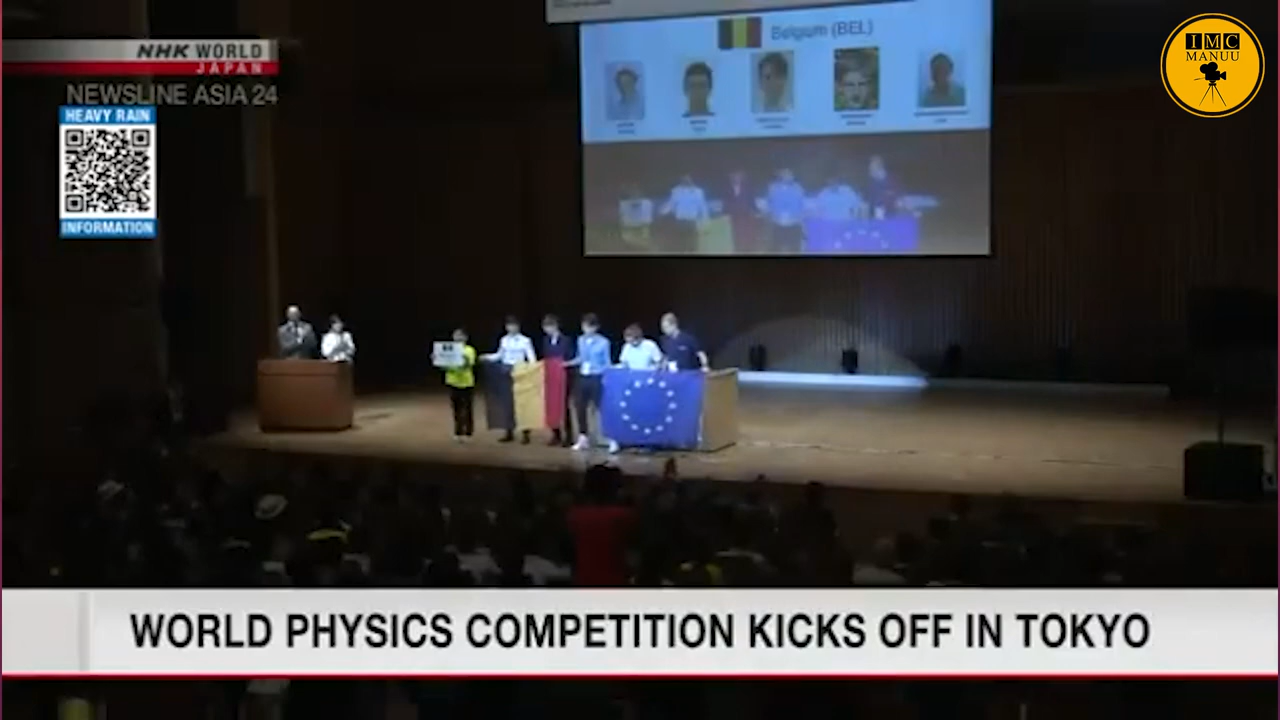 NHK WORLD
JAPAN
NEWSLINE ASIA 24
HEAVY RAIN
INFORMATION
Belgium (BEL)
IMC
MANUU
WORLD PHYSICS COMPETITION KICKS OFF IN TOKYO